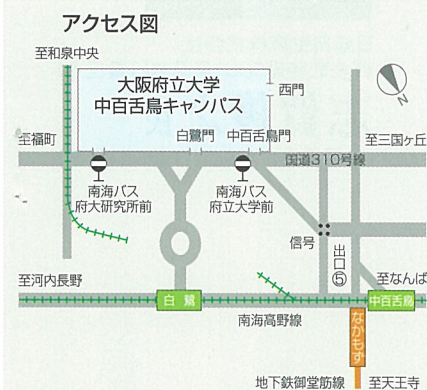 アクセス図
至和泉中央
大阪府立大学
中百舌鳥キャンパス
西門
N
白鷺門
中百舌鳥門
至福町
至三国ヶ丘
国道310号線
南海バス
府大研究所前
南海バス
府立大学前
信号
出口⑤
至河内長野
至なんば
白鷺
中百舌鳥
南海高野線
なかもず
地下鉄御堂筋線
至天王寺